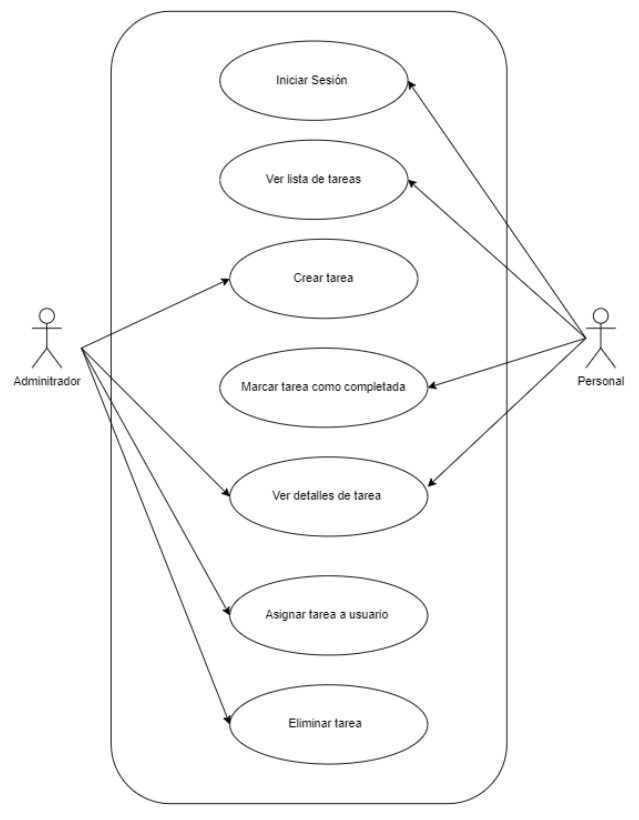 Iniciar Sesión
Ver lista de tareas
Crear tarea
Adminitrador
Marcar tarea como completada
Personal
Ver detalles de tarea
Asignar tarea a usuario
Eliminar tarea